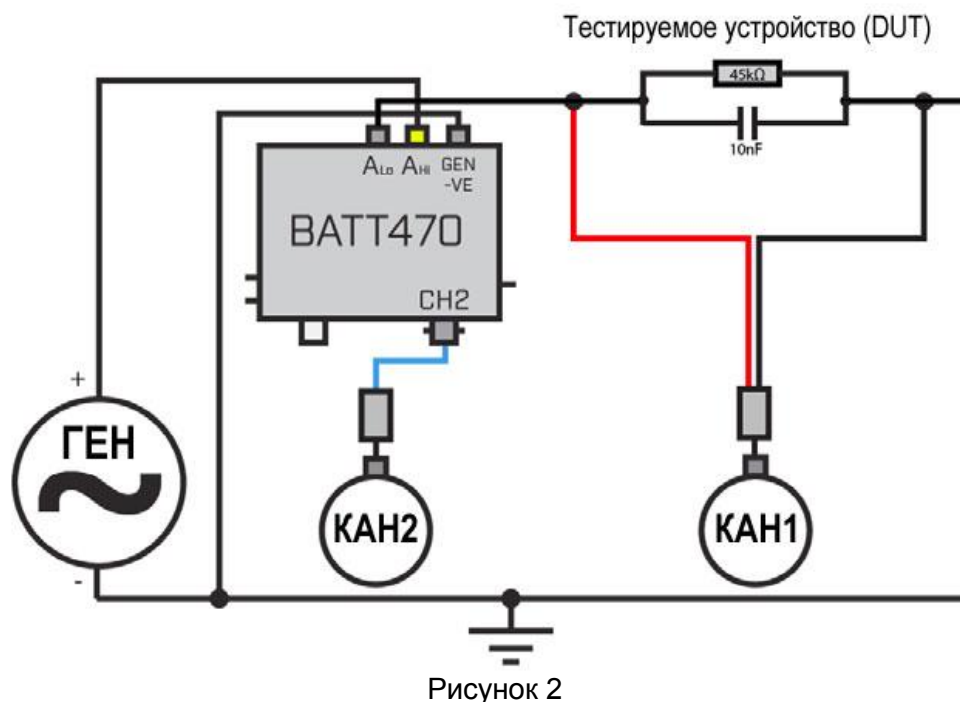 Тестируемое устройство (DUT)
45kΩ
10nF
ALo AHi GEN
-VE
BATT470
CH2
+
ГЕН
-
КАН2
КАН1
Рисунок 2